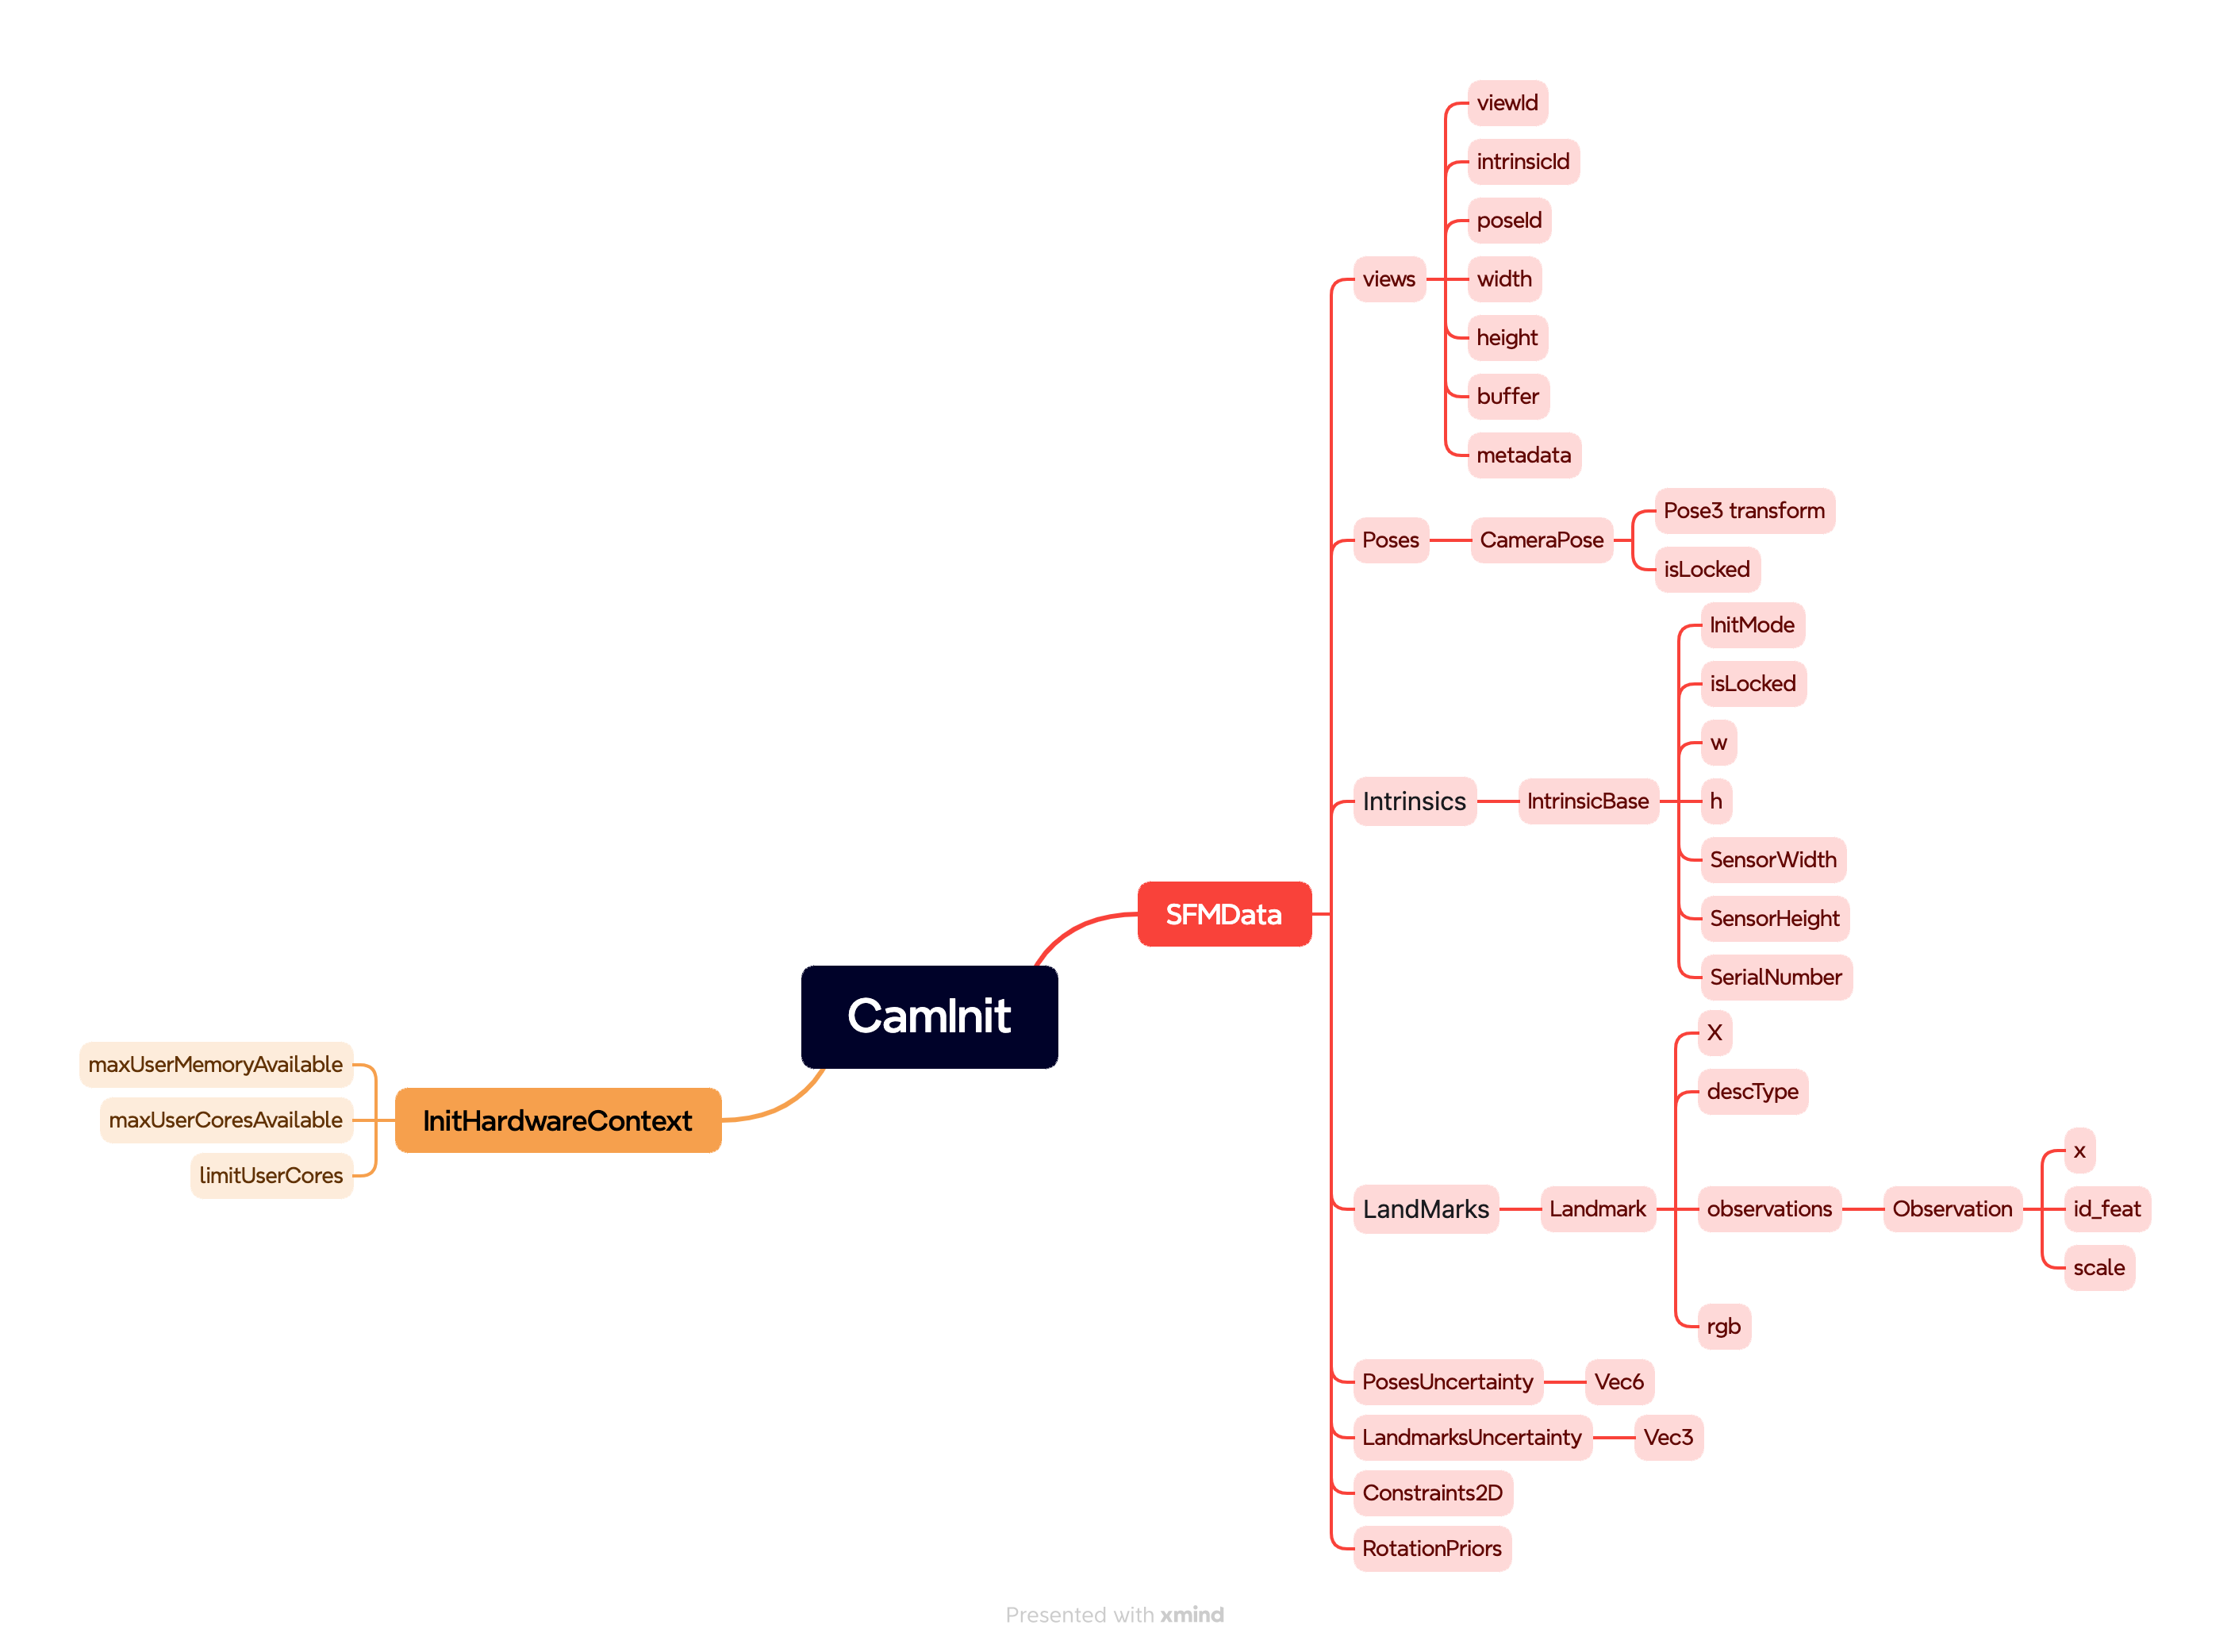 CamInit
SFMData
views
viewId
intrinsicId
poseId
width
height
buffer
metadata
Poses
CameraPose
Pose3 transform
isLocked
Intrinsics
IntrinsicBase
InitMode
isLocked
w
h
SensorWidth
SensorHeight
SerialNumber
LandMarks
Landmark
X
descType
observations
Observation
x
id_feat
scale
rgb
PosesUncertainty
Vec6
LandmarksUncertainty
Vec3
Constraints2D
RotationPriors
InitHardwareContext
maxUserMemoryAvailable
maxUserCoresAvailable
limitUserCores
Presented with xmind